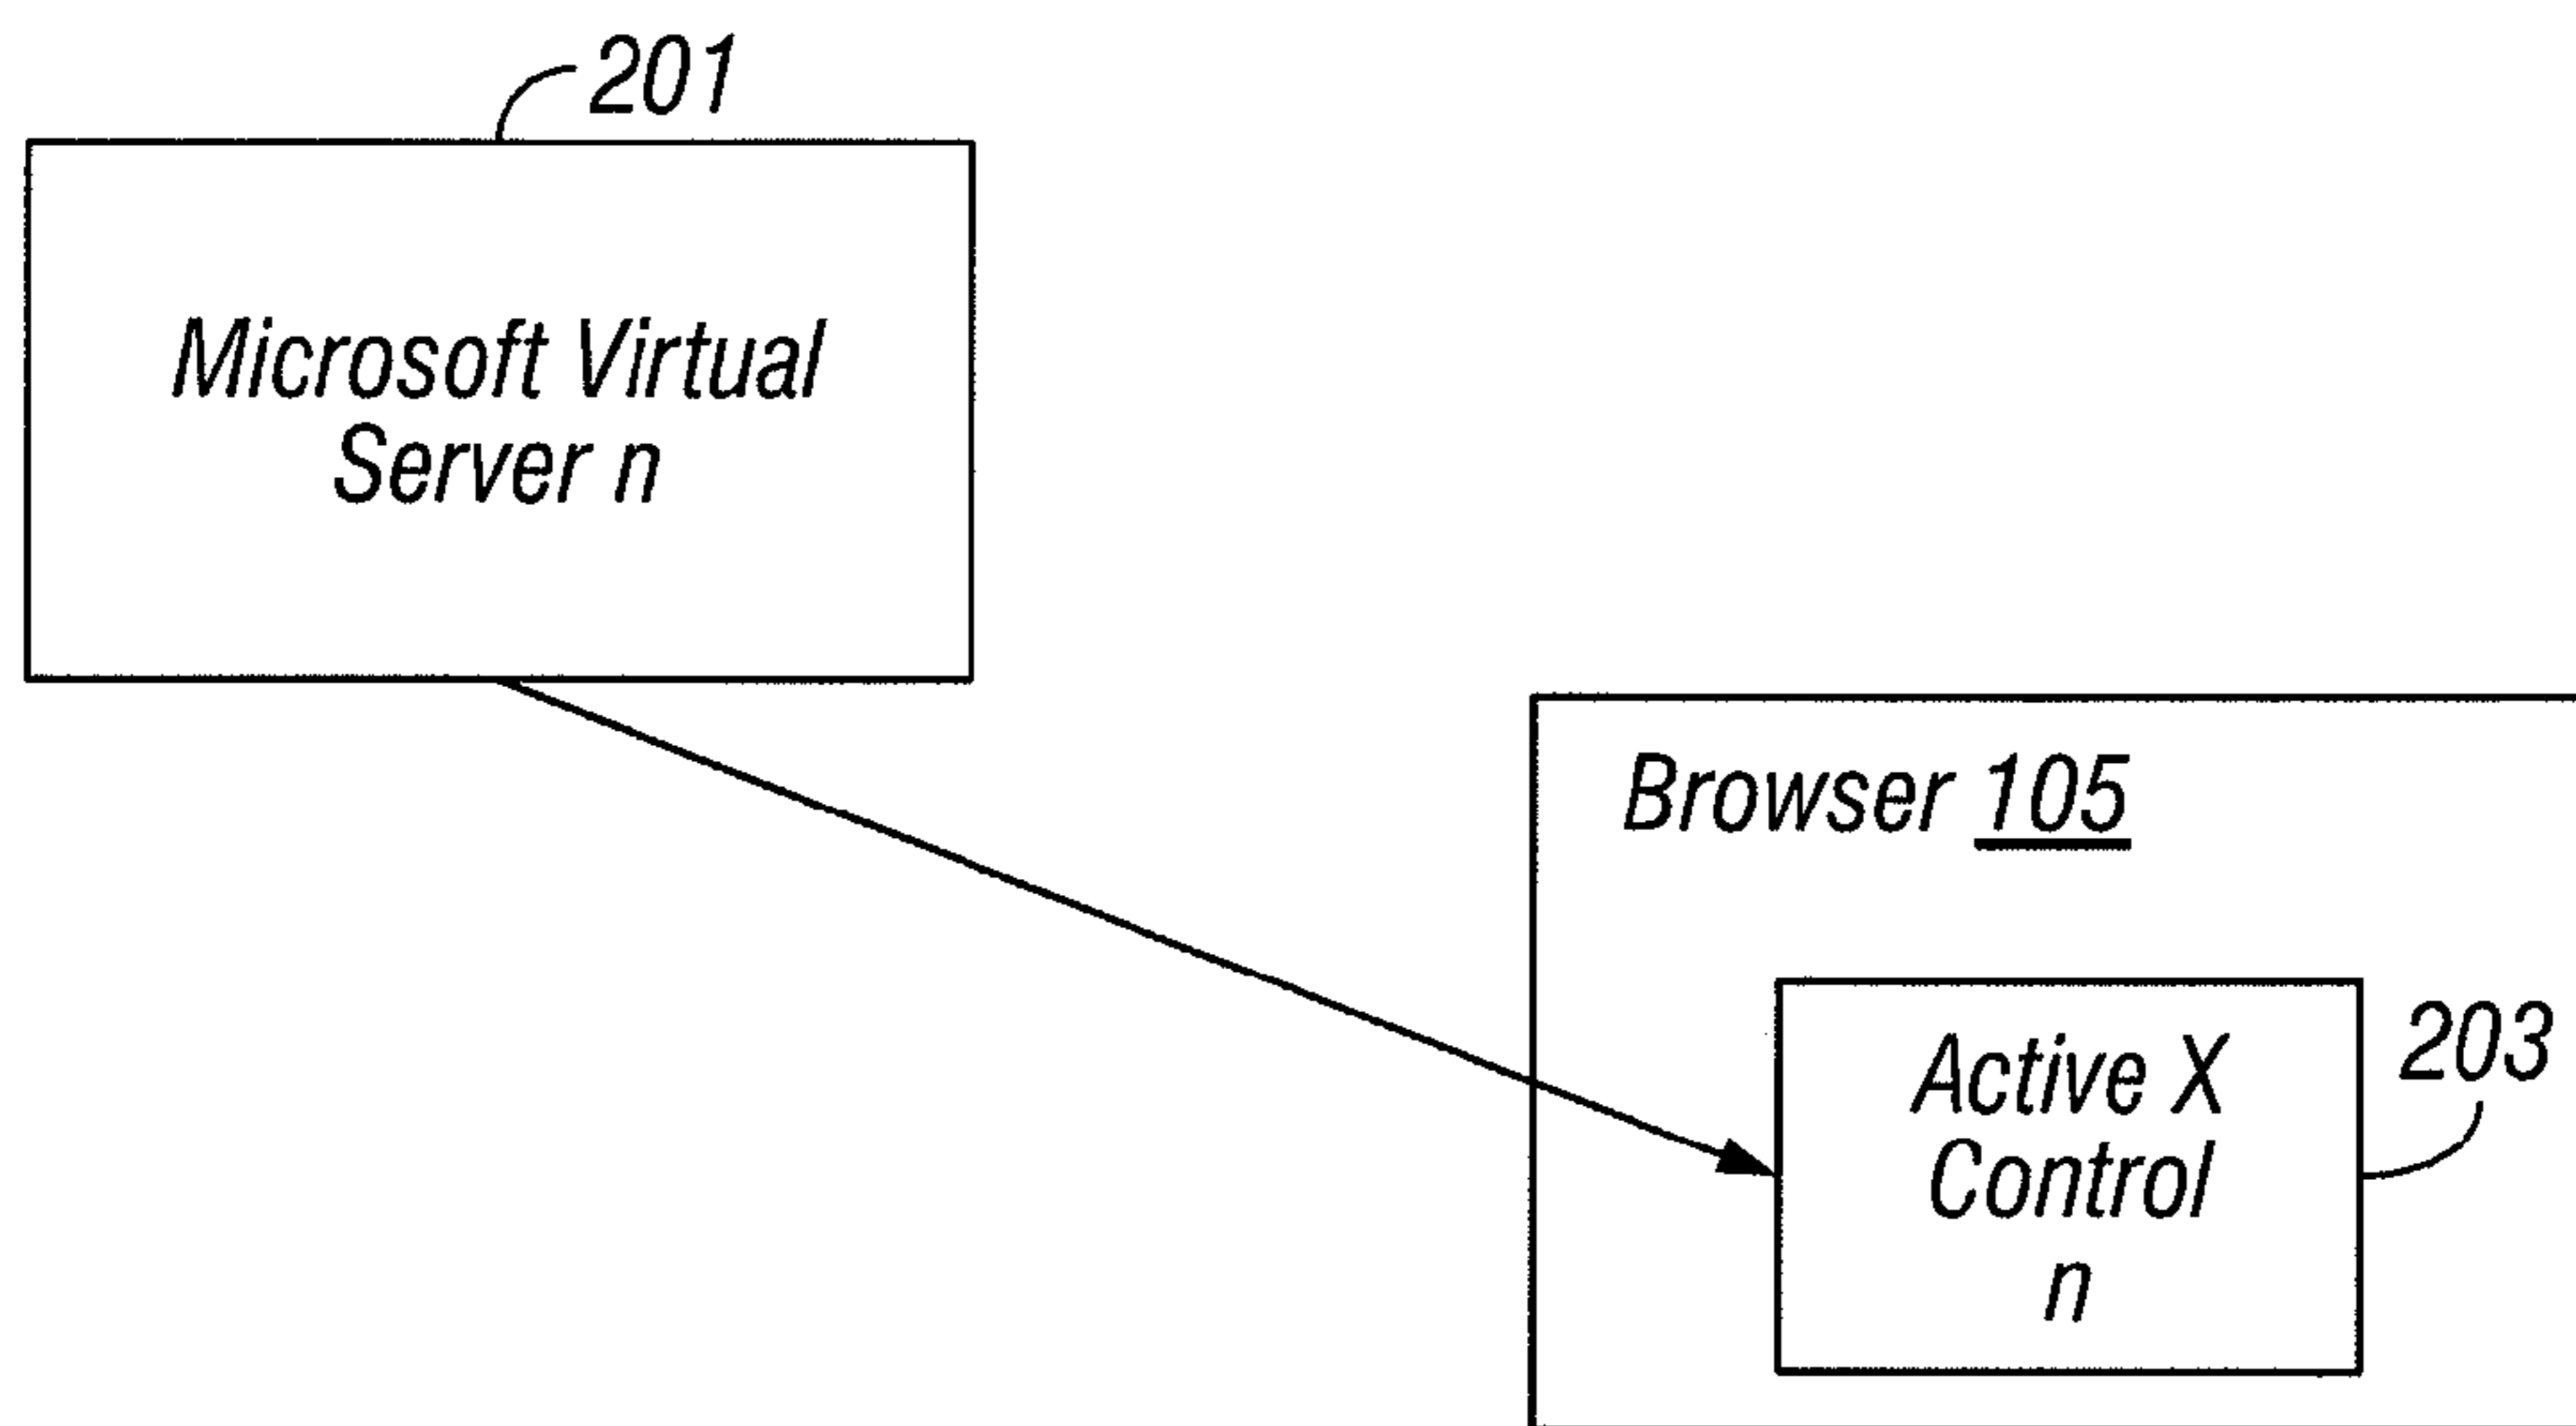 201
Microsoft Virtual
Server n
Browser 105
Active X
Control
n
203